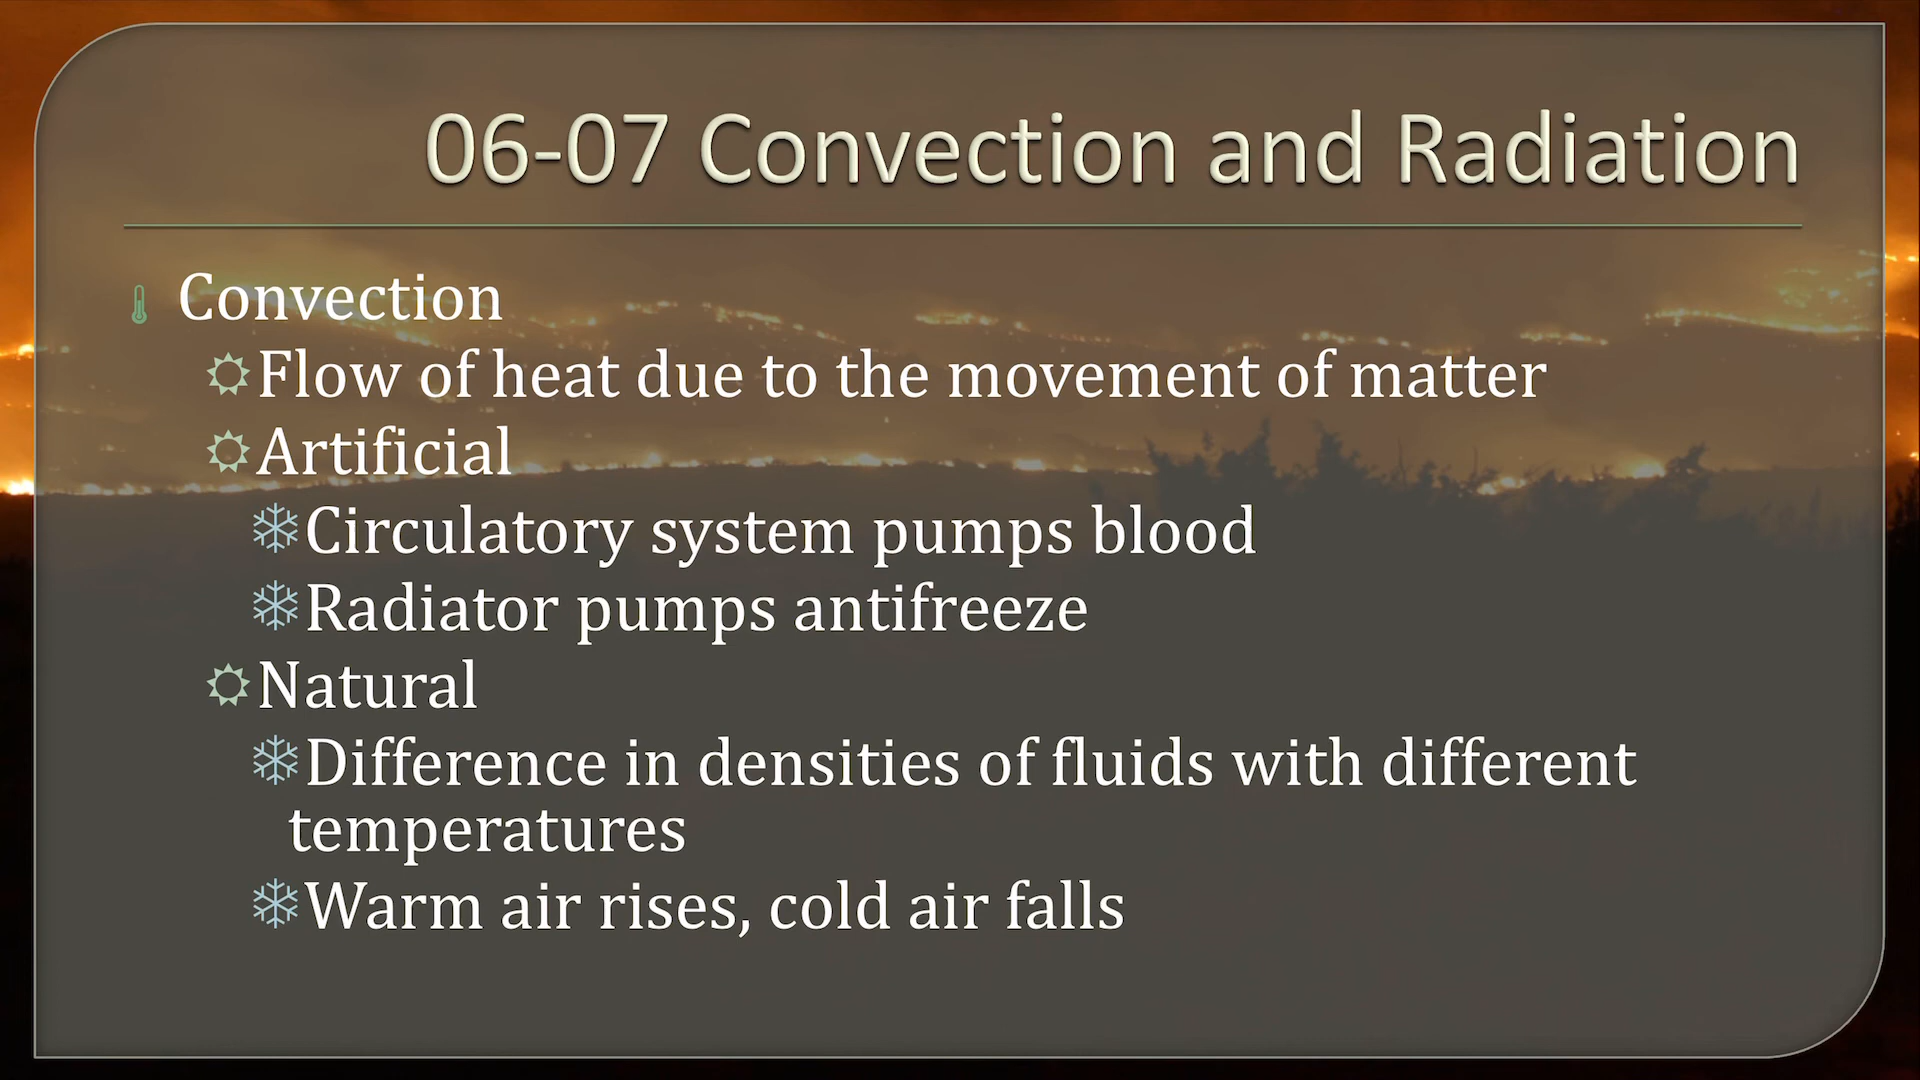 06-07 Convection and Radiation
Convection
Flow of heat due to the movement of matter
Artificial
Circulatory system pumps blood
Radiator pumps antifreeze
Natural
Difference in densities of fluids with different
temperatures
Warm air rises, cold air falls